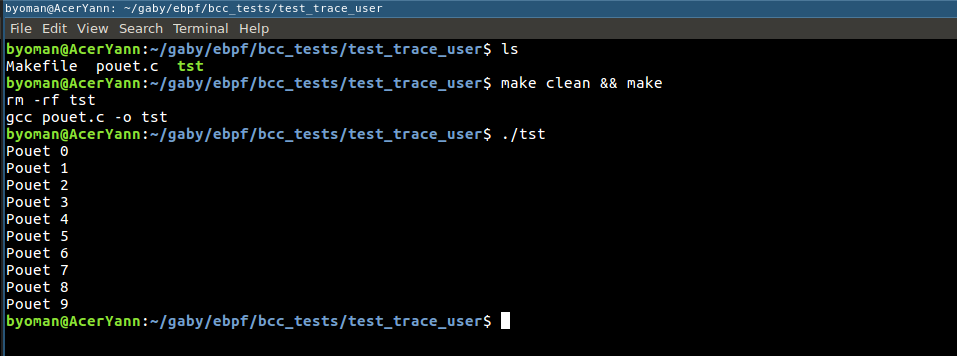 byoman@AcerYann: ~/gaby/ebpf/bcc_tests/test_trace_user
File Edit View Search Terminal Help
byoman@AcerYann:~/gaby/ebpf/bcc_tests/test_trace_user$ ls
Makefile  pouet.c  tst
byoman@AcerYann:~/gaby/ebpf/bcc_tests/test_trace_user$ make clean && make
rm -rf tst
gcc pouet.c -o tst
byoman@AcerYann:~/gaby/ebpf/bcc_tests/test_trace_user$ ./tst
Pouet 0
Pouet 1
Pouet 2
Pouet 3
Pouet 4
Pouet 5
Pouet 6
Pouet 7
Pouet 8
Pouet 9
byoman@AcerYann:~/gaby/ebpf/bcc_tests/test_trace_user$